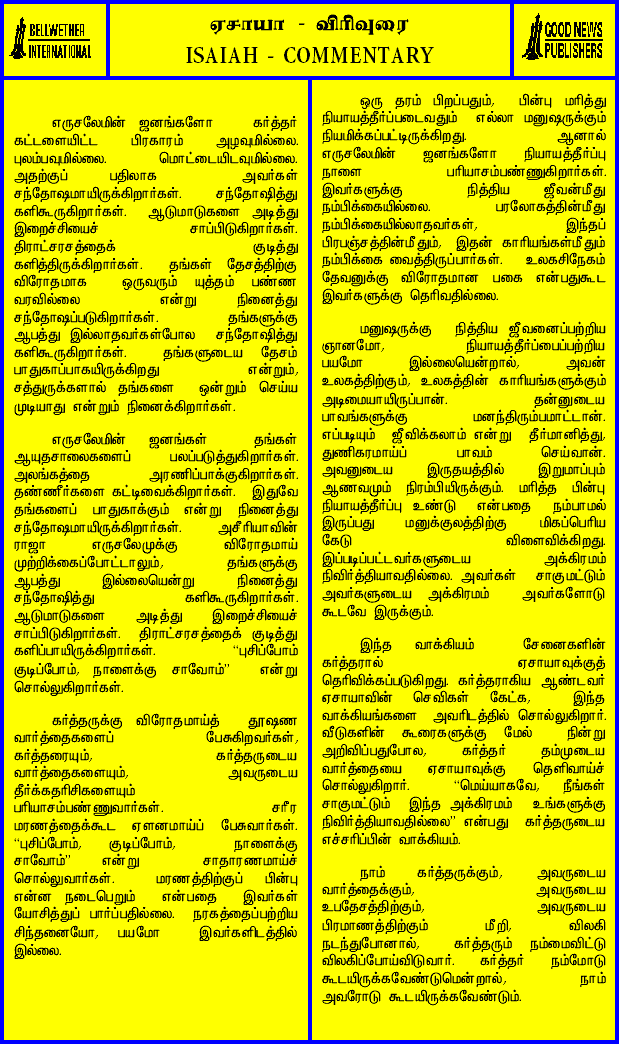 BELLWETHER
INTERNATIONAL
ஏசாயா - விரிவுரை
ISAIAH - COMMENTARY
GOOD NEWS
PUBLISHERS
எருசலேமின் ஜனங்களோ கர்த்தர்
கட்டளையிட்ட பிரகாரம் அழவுமில்லை.
புலம்பவுமில்லை. மொட்டையிடவுமில்லை.
அதற்குப் பதிலாக அவர்கள்
சந்தோஷமாயிருக்கிறார்கள். சந்தோஷித்து
களிகூருகிறார்கள். ஆடுமாடுகளை அடித்து
இறைச்சியைச் சாப்பிடுகிறார்கள்.
திராட்சரசத்தைக் குடித்து
களித்திருக்கிறார்கள். தங்கள் தேசத்திற்கு
விரோதமாக ஒருவரும் யுத்தம் பண்ண
வரவில்லை என்று நினைத்து
சந்தோஷப்படுகிறார்கள். தங்களுக்கு
ஆபத்து இல்லாதவர்கள்போல சந்தோஷித்து
களிகூருகிறார்கள். தங்களுடைய தேசம்
பாதுகாப்பாகயிருக்கிறது என்றும்,
சத்துருக்களால் தங்களை ஒன்றும் செய்ய
முடியாது என்றும் நினைக்கிறார்கள்.
எருசலேமின் ஜனங்கள் தங்கள்
ஆயுதசாலைகளைப் பலப்படுத்துகிறார்கள்.
அலங்கத்தை அரணிப்பாக்குகிறார்கள்.
தண்ணீர்களை கட்டிவைக்கிறார்கள். இதுவே
தங்களைப் பாதுகாக்கும் என்று நினைத்து
சந்தோஷமாயிருக்கிறார்கள். அசீரியாவின்
ராஜா எருசலேமுக்கு விரோதமாய்
முற்றிக்கைப்போட்டாலும், தங்களுக்கு
ஆபத்து இல்லையென்று நினைத்து
சந்தோஷித்து களிகூருகிறார்கள்.
ஆடுமாடுகளை அடித்து இறைச்சியைச்
சாப்பிடுகிறார்கள். திராட்சரசத்தைக் குடித்து
களிப்பாயிருக்கிறார்கள். “புசிப்போம்
குடிப்போம், நாளைக்கு சாவோம்” என்று
சொல்லுகிறார்கள்.
கர்த்தருக்கு விரோதமாய்த் தூஷண
வார்த்தைகளைப் பேசுகிறவர்கள்,
கர்த்தரையும், கர்த்தருடைய
வார்த்தைகளையும், அவருடைய
தீர்க்கதரிசிகளையும்
பரியாசம்பண்ணுவார்கள். சரீர
மரணத்தைக்கூட ஏளனமாய்ப் பேசுவார்கள்.
“புசிப்போம், குடிப்போம், நாளைக்கு
சாவோம்” என்று சாதாரணமாய்ச்
சொல்லுவார்கள். மரணத்திற்குப் பின்பு
என்ன நடைபெறும் என்பதை இவர்கள்
யோசித்துப் பார்ப்பதில்லை. நரகத்தைப்பற்றிய
சிந்தனையோ, பயமோ இவர்களிடத்தில்
இல்லை.
ஒரு தரம் பிறப்பதும், பின்பு மரித்து
நியாயத்தீர்ப்படைவதும் எல்லா மனுஷருக்கும்
நியமிக்கப்பட்டிருக்கிறது. ஆனால்
எருசலேமின் ஜனங்களோ நியாயத்தீர்ப்பு
நாளை பரியாசம்பண்ணுகிறார்கள்.
இவர்களுக்கு நித்திய ஜீவன்மீது
நம்பிக்கையில்லை. பரலோகத்தின்மீது
நம்பிக்கையில்லாதவர்கள், இந்தப்
பிரபஞ்சத்தின்மீதும், இதன் காரியங்கள்மீதும்
நம்பிக்கை வைத்திருப்பார்கள். உலகசிநேகம்
தேவனுக்கு விரோதமான பகை என்பதுகூட
இவர்களுக்கு தெரிவதில்லை.
மனுஷருக்கு நித்திய ஜீவனைப்பற்றிய
ஞானமோ, நியாயத்தீர்ப்பைப்பற்றிய
பயமோ இல்லையென்றால், அவன்
உலகத்திற்கும், உலகத்தின் காரியங்களுக்கும்
அடிமையாயிருப்பான். தன்னுடைய
பாவங்களுக்கு மனந்திரும்பமாட்டான்.
எப்படியும் ஜீவிக்கலாம் என்று தீர்மானித்து,
துணிகரமாய்ப் பாவம் செய்வான்.
அவனுடைய இருதயத்தில் இறுமாப்பும்
ஆணவமும் நிரம்பியிருக்கும். மரித்த பின்பு
நியாயத்தீர்ப்பு உண்டு என்பதை நம்பாமல்
இருப்பது மனுக்குலத்திற்கு மிகப்பெரிய
கேடு விளைவிக்கிறது.
இப்படிப்பட்டவர்களுடைய அக்கிரமம்
நிவிர்த்தியாவதில்லை. அவர்கள் சாகுமட்டும்
அவர்களுடைய அக்கிரமம் அவர்களோடு
கூடவே இருக்கும்.
இந்த வாக்கியம் சேனைகளின்
கர்த்தரால் ஏசாயாவுக்குத்
தெரிவிக்கப்படுகிறது. கர்த்தராகிய ஆண்டவர்
ஏசாயாவின் செவிகள் கேட்க, இந்த
வாக்கியங்களை அவரிடத்தில் சொல்லுகிறார்.
வீடுகளின் கூரைகளுக்கு மேல் நின்று
அறிவிப்பதுபோல, கர்த்தர் தம்முடைய
வார்த்தையை ஏசாயாவுக்கு தெளிவாய்ச்
சொல்லுகிறார். “மெய்யாகவே, நீங்கள்
சாகுமட்டும் இந்த அக்கிரமம் உங்களுக்கு
நிவிர்த்தியாவதில்லை” என்பது கர்த்தருடைய
எச்சரிப்பின் வாக்கியம்.
நாம் கர்த்தருக்கும், அவருடைய
வார்த்தைக்கும், அவருடைய
உபதேசத்திற்கும், அவருடைய
பிரமாணத்திற்கும் மீறி, விலகி
நடந்துபோனால், கர்த்தரும் நம்மைவிட்டு
விலகிப்போய்விடுவார். கர்த்தர் நம்மோடு
கூடயிருக்கவேண்டுமென்றால், நாம்
அவரோடு கூடயிருக்கவேண்டும்.